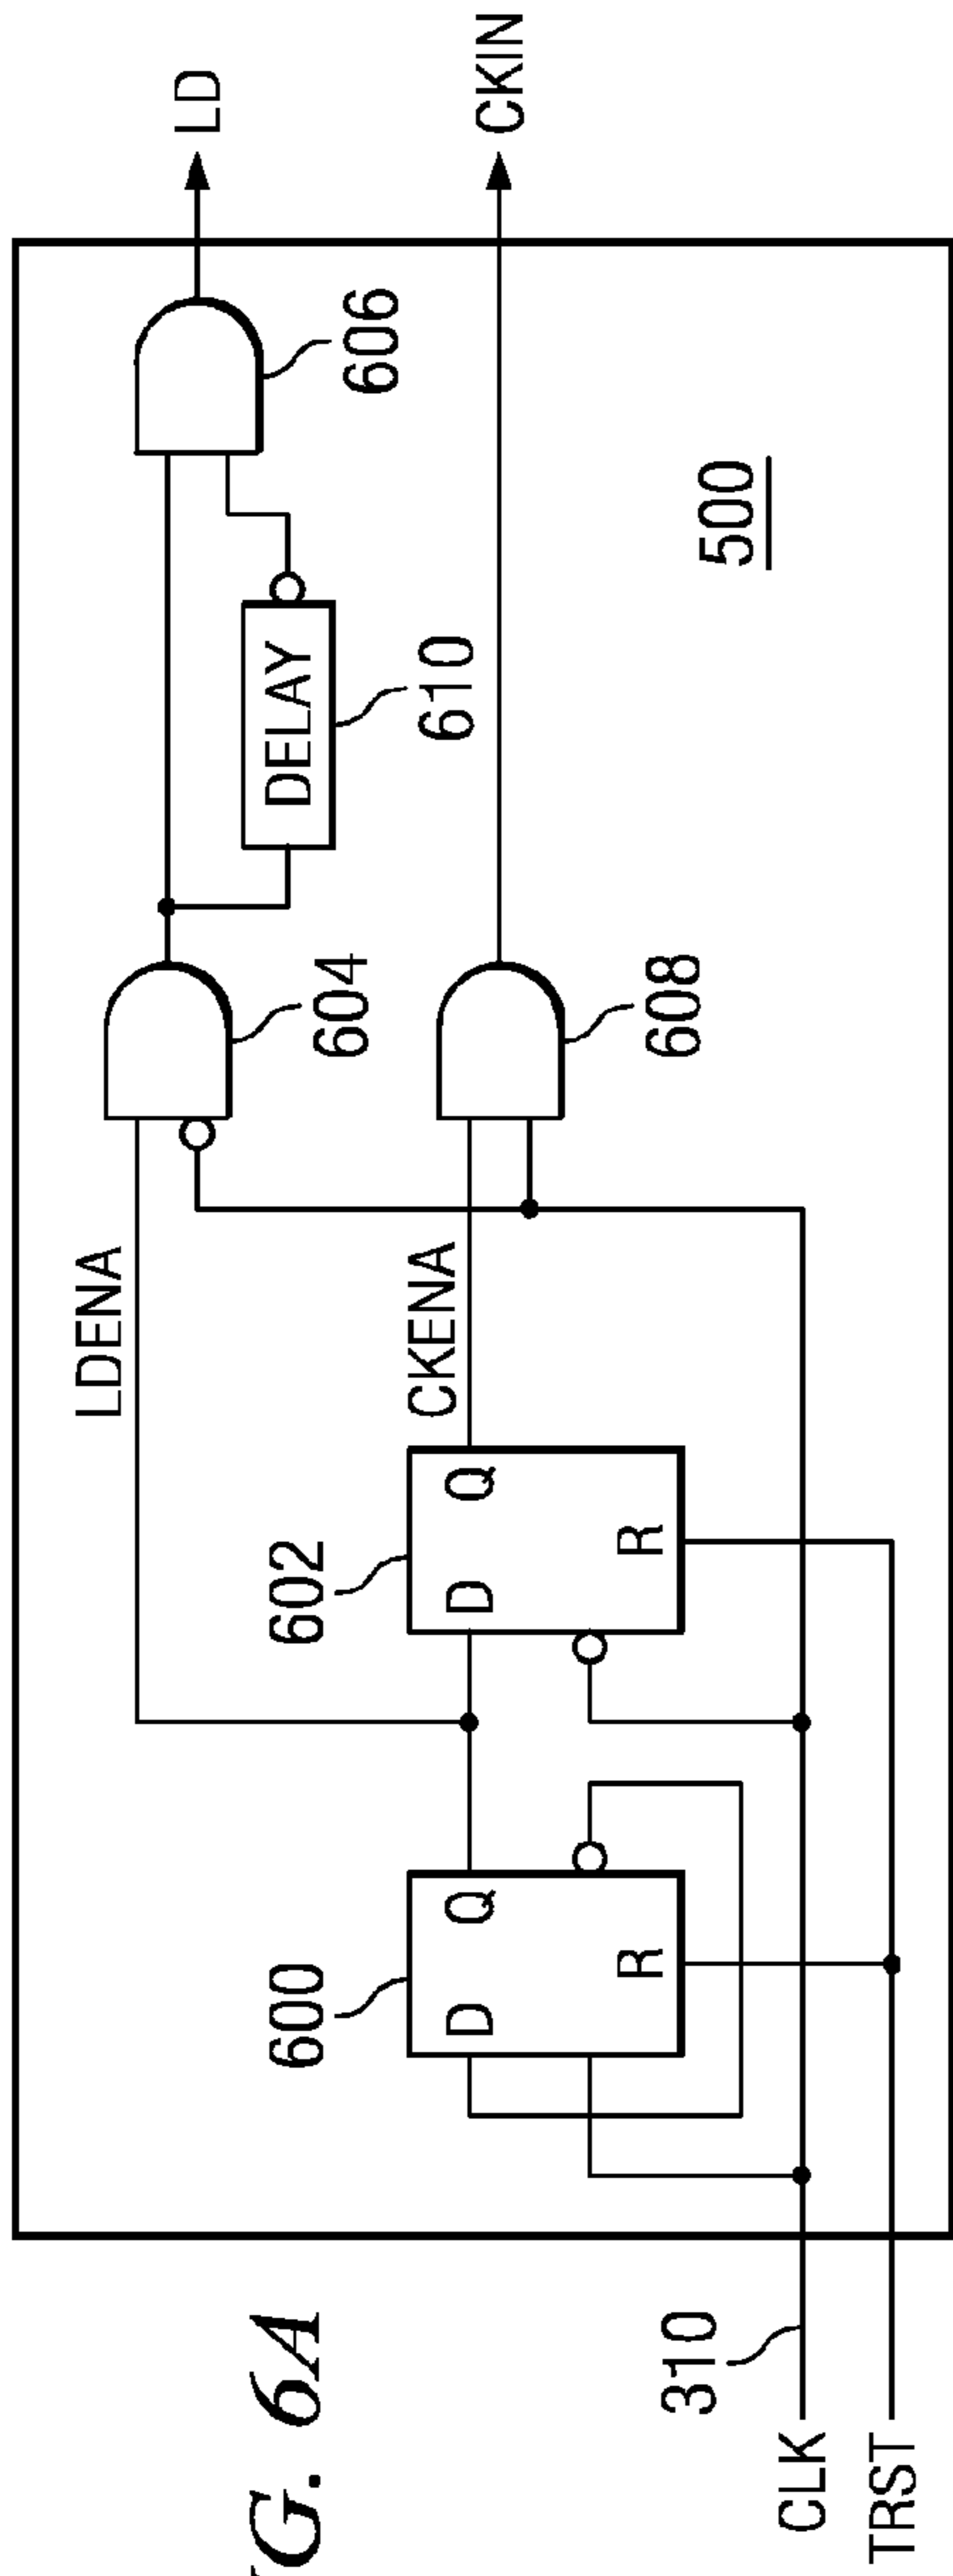 LD
CKIN
606
500
DELAY
610
604
608
LDENA
CKENA
602
D
Q
R
600
D
Q
R
310
CLK
TRST
G. 6A